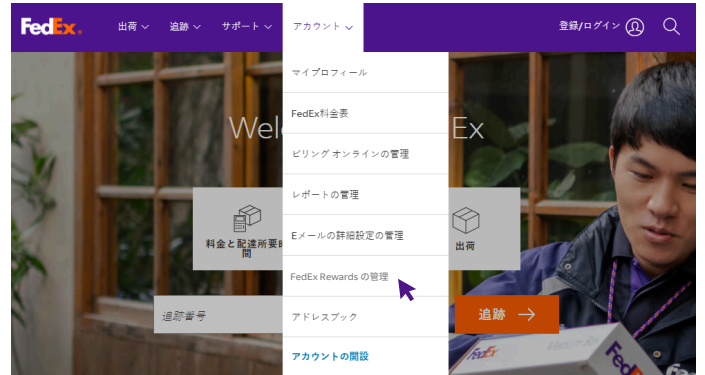 FedEx.
出荷
追跡
サポート
アカウント
登録/ログイン
マイプロフィール
FedEx料金表
ビリング オンラインの管理
レポートの管理
Eメールの詳細設定の管理
FedEx Rewards の管理
アドレスブック
アカウントの開設
Wel
Ex
料金と配達所要時
間
出荷
追跡番号
追跡 →
FedEx
FedEx